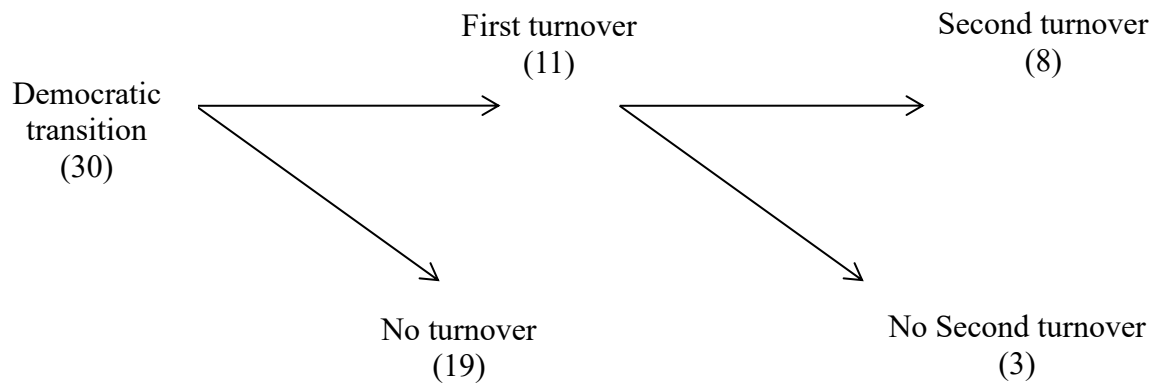 Democratic
transition
(30)
First turnover
(11)
Second turnover
(8)
No turnover
(19)
No Second turnover
(3)